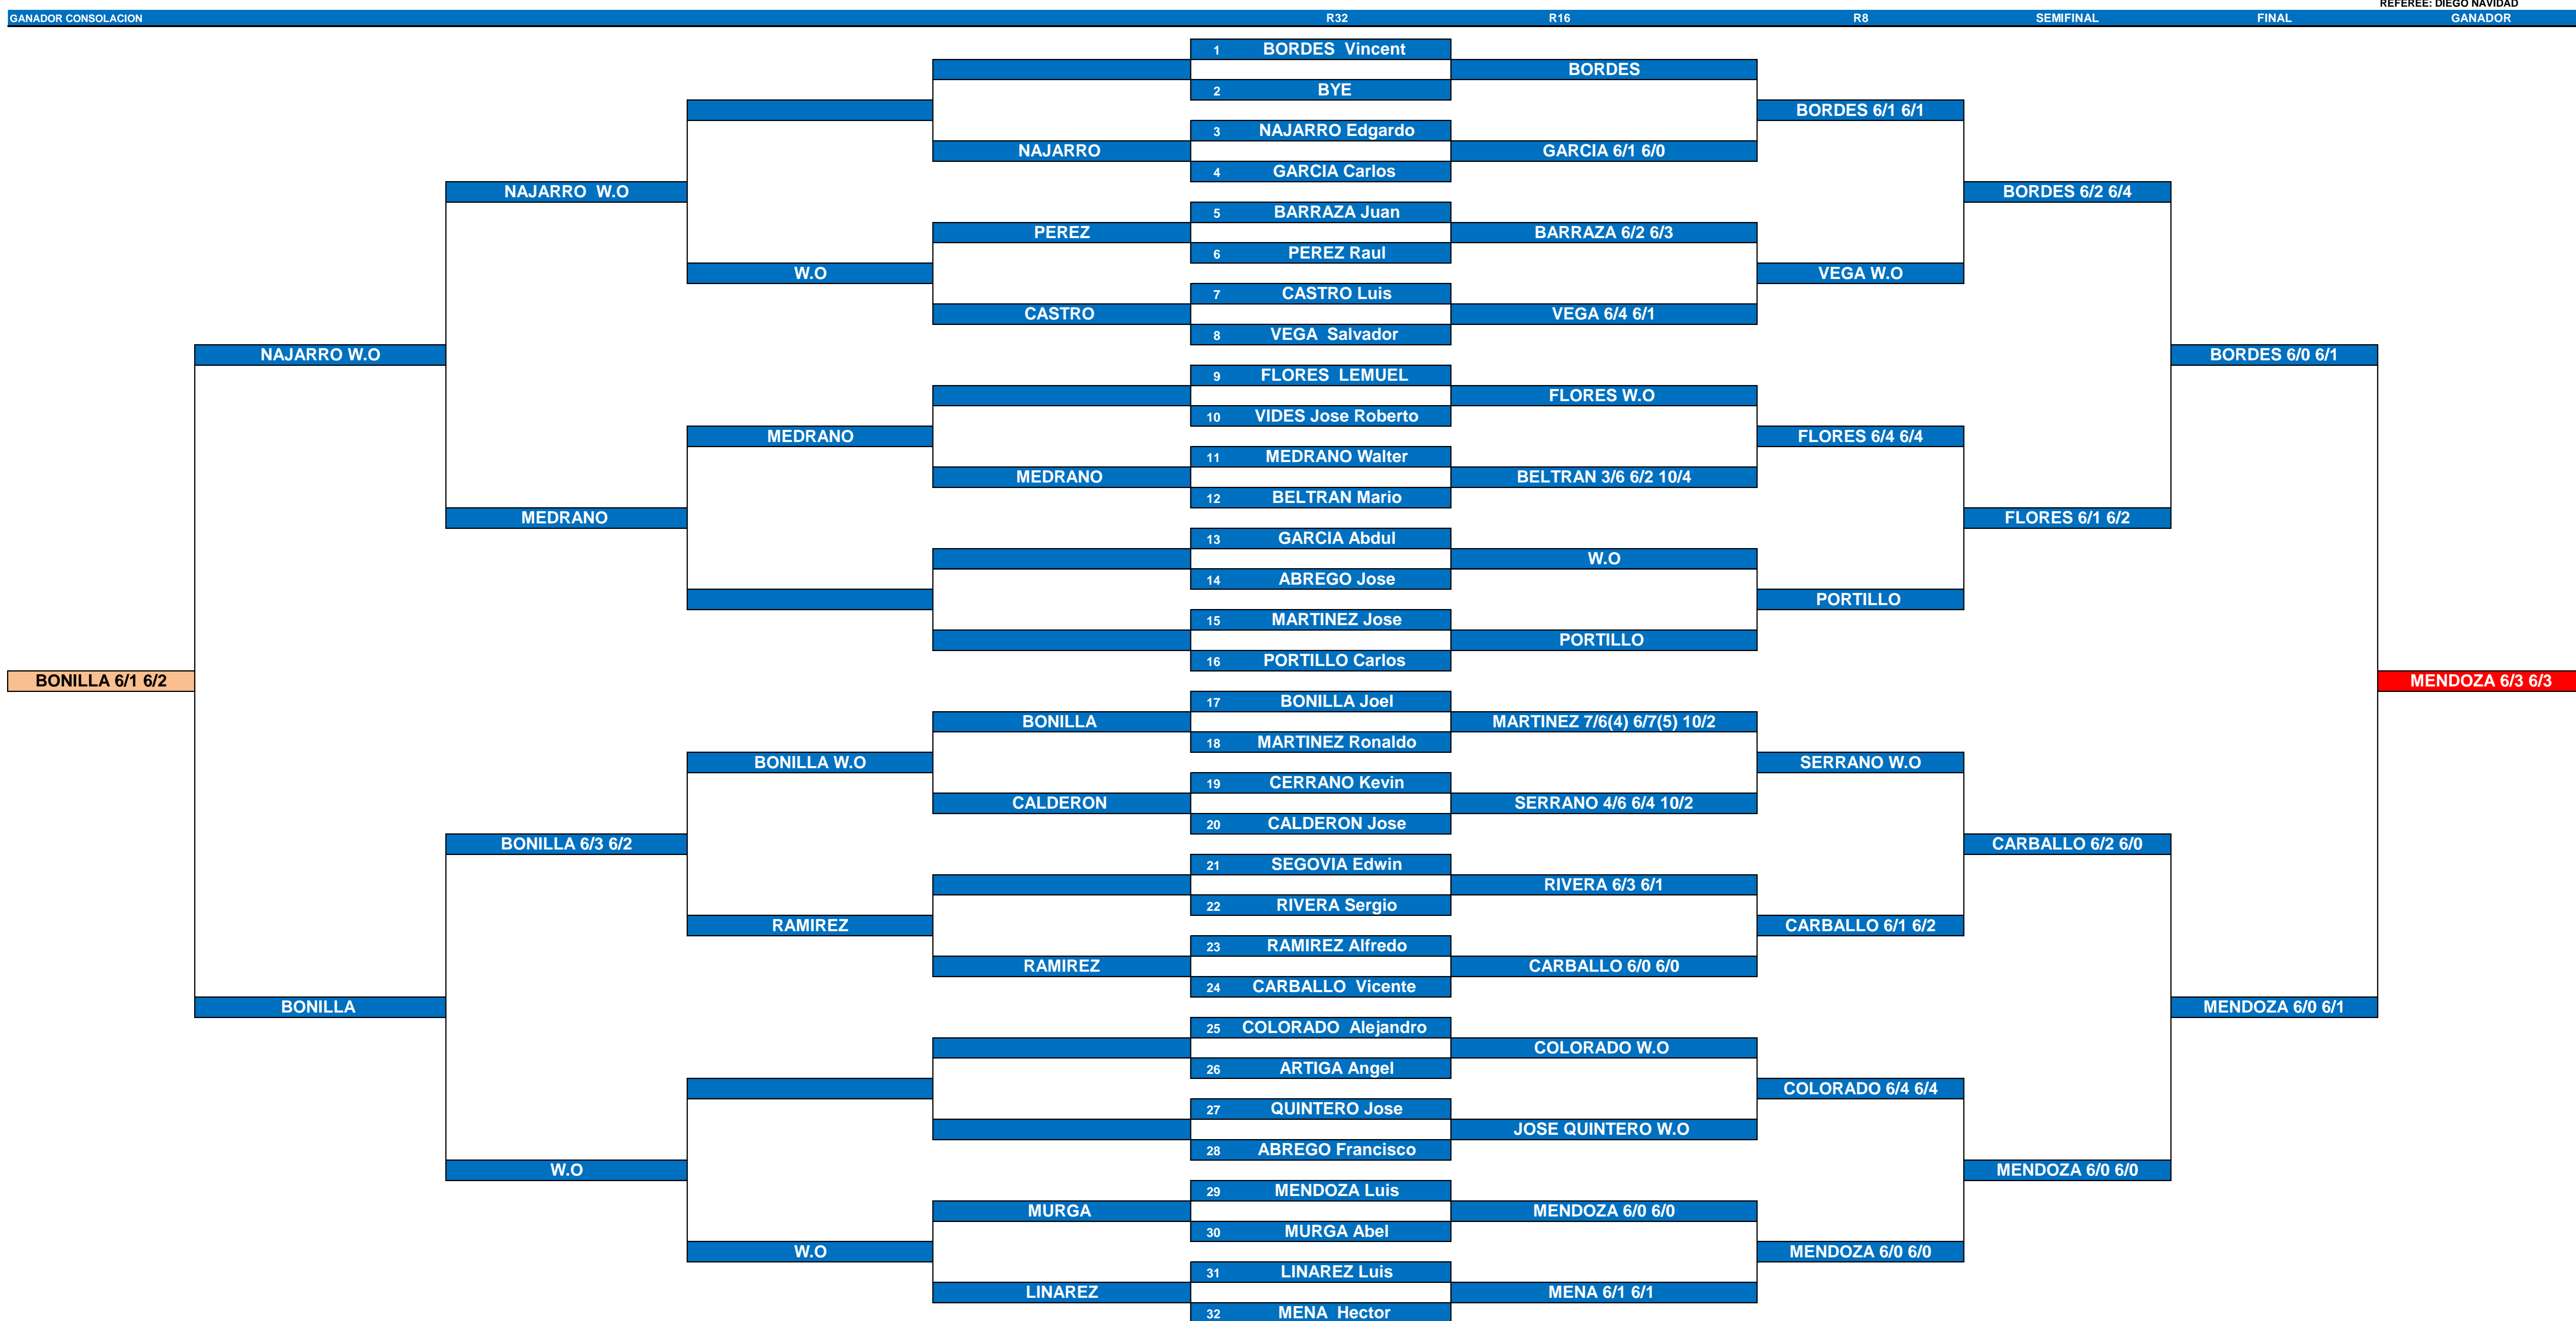 REFEREE: DIEGO NAVIDAD
GANADOR CONSOLACION R32 R16 R8 SEMIFINAL FINAL GANADOR
1 BORDES Vincent
BORDES
2 BYE
BORDES 6/1 6/1
3 NAJARRO Edgardo
NAJARRO GARCIA 6/1 6/0
4 GARCIA Carlos
NAJARRO W.O BORDES 6/2 6/4
5 BARRAZA Juan
PEREZ BARRAZA 6/2 6/3
6 PEREZ Raul
W.O VEGA W.O
7 CASTRO Luis
CASTRO VEGA 6/4 6/1
8 VEGA Salvador
NAJARRO W.O BORDES 6/0 6/1
9 FLORES LEMUEL
FLORES W.O
10 VIDES Jose Roberto
MEDRANO FLORES 6/4 6/4
11 MEDRANO Walter
MEDRANO BELTRAN 3/6 6/2 10/4
12 BELTRAN Mario
MEDRANO FLORES 6/1 6/2
13 GARCIA Abdul
W.O
14 ABREGO Jose
PORTILLO
15 MARTINEZ Jose
PORTILLO
16 PORTILLO Carlos
BONILLA 6/1 6/2 MENDOZA 6/3 6/3
17 BONILLA Joel
BONILLA MARTINEZ 7/6(4) 6/7(5) 10/2
18 MARTINEZ Ronaldo
BONILLA W.O SERRANO W.O
19 CERRANO Kevin
CALDERON SERRANO 4/6 6/4 10/2
20 CALDERON Jose
BONILLA 6/3 6/2 CARBALLO 6/2 6/0
21 SEGOVIA Edwin
RIVERA 6/3 6/1
22 RIVERA Sergio
RAMIREZ CARBALLO 6/1 6/2
23 RAMIREZ Alfredo
RAMIREZ CARBALLO 6/0 6/0
24 CARBALLO Vicente
BONILLA MENDOZA 6/0 6/1
25 COLORADO Alejandro
COLORADO W.O
26 ARTIGA Angel
COLORADO 6/4 6/4
27 QUINTERO Jose
JOSE QUINTERO W.O
28 ABREGO Francisco
W.O MENDOZA 6/0 6/0
29 MENDOZA Luis
MURGA MENDOZA 6/0 6/0
30 MURGA Abel
W.O MENDOZA 6/0 6/0
31 LINAREZ Luis
LINAREZ MENA 6/1 6/1
32 MENA Hector